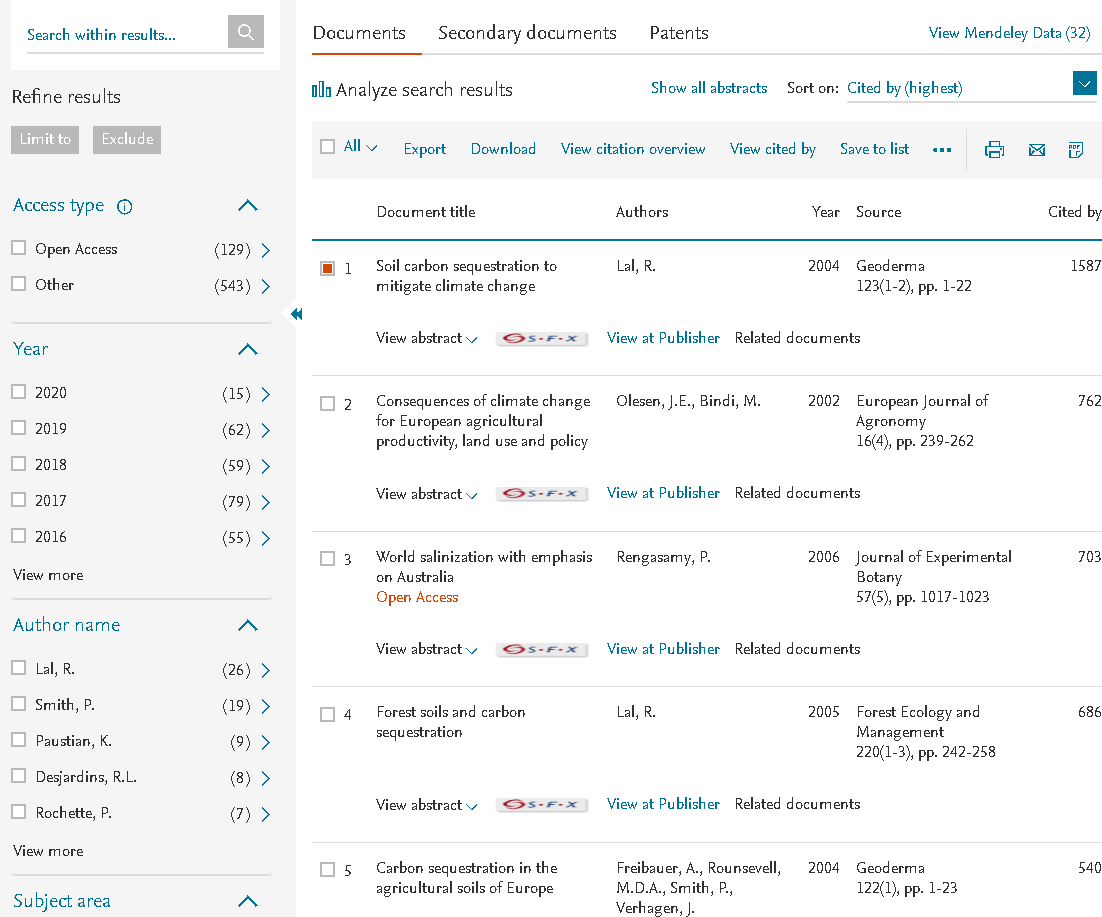 Search within results...
Refine results
Limit to Exclude
Access type
Open Access (129)
Other (543)
Year
2020 (15)
2019 (62)
2018 (59)
2017 (79)
2016 (55)
View more
Author name
Lal, R. (26)
Smith, P. (19)
Paustian, K. (9)
Desjardins, R.L. (8)
Rochette, P. (7)
View more
Subject area
Documents Secondary documents Patents View Mendeley Data (32)
Analyze search results Show all abstracts Sort on: Cited by (highest)
All Export Download View citation overview View cited by Save to list ••• PDF
Document title Authors Year Source Cited by
1 Soil carbon sequestration to Lal, R. 2004 Geoderma 1587
mitigate climate change 123(1-2), pp. 1-22
View abstract S·F·X View at Publisher Related documents
2 Consequences of climate change Olesen, J.E., Bindi, M. 2002 European Journal of 762
for European agricultural Agronomy
productivity, land use and policy 16(4), pp. 239-262
View abstract S·F·X View at Publisher Related documents
3 World salinization with emphasis Rengasamy, P. 2006 Journal of Experimental 703
on Australia Botany
Open Access 57(5), pp. 1017-1023
View abstract S·F·X View at Publisher Related documents
4 Forest soils and carbon Lal, R. 2005 Forest Ecology and 686
sequestration Management
220(1-3), pp. 242-258
View abstract S·F·X View at Publisher Related documents
5 Carbon sequestration in the Freibauer, A., Rounsevell, 2004 Geoderma 540
agricultural soils of Europe M.D.A., Smith, P., 122(1), pp. 1-23
Verhagen, J.